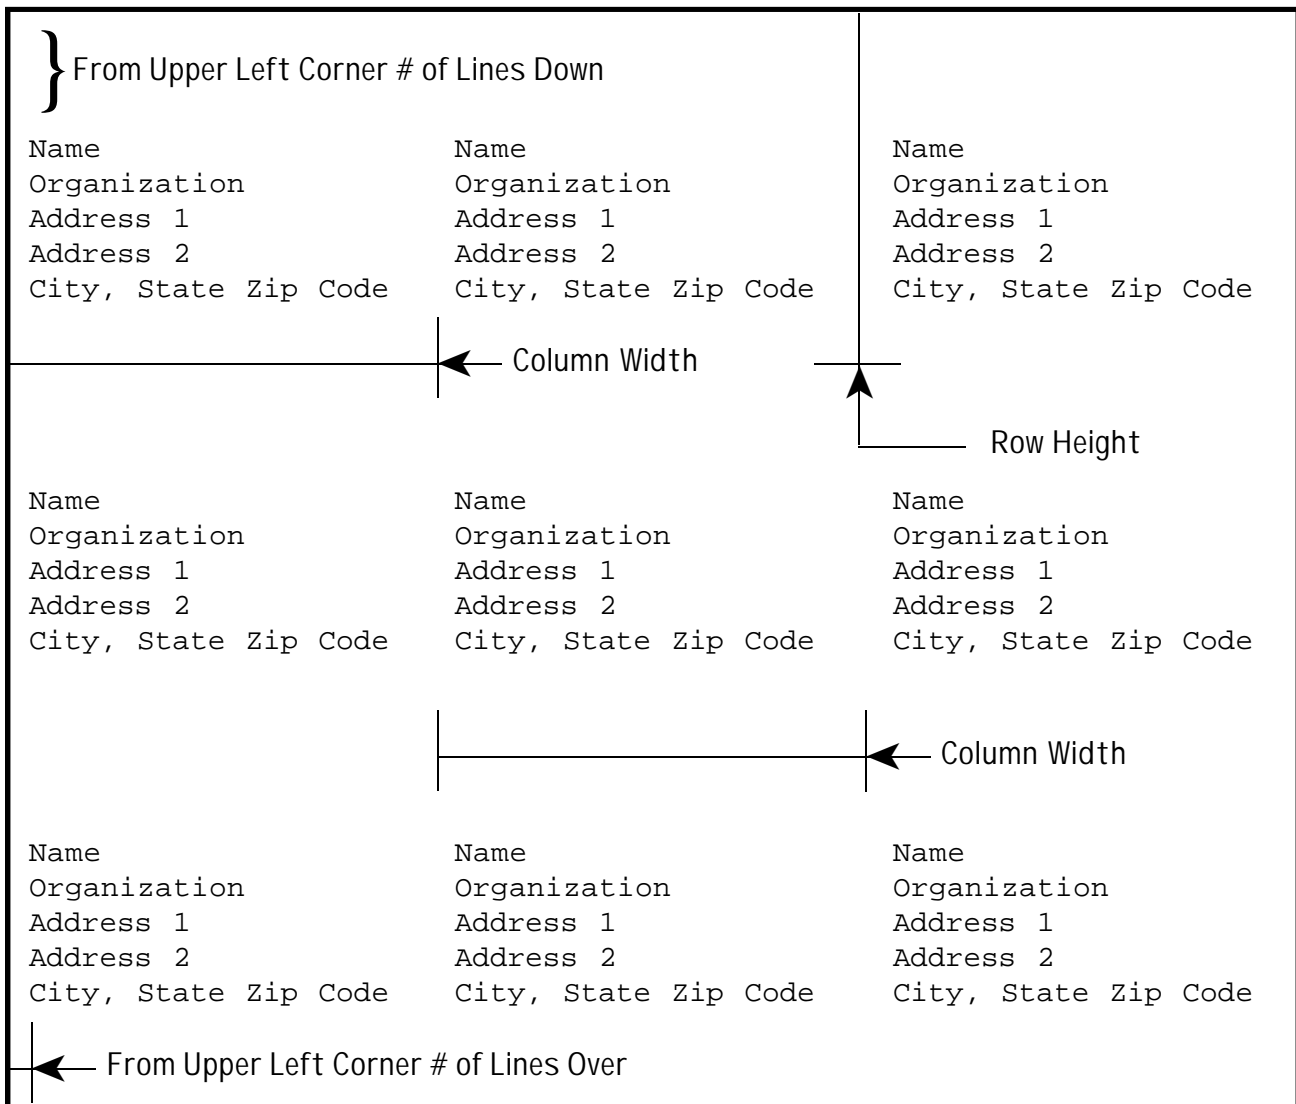 From Upper Left Corner # of Lines Down
Name Name Name
Organization Organization Organization
Address 1 Address 1 Address 1
Address 2 Address 2 Address 2
City, State Zip Code City, State Zip Code City, State Zip Code
Column Width
Row Height
Name Name Name
Organization Organization Organization
Address 1 Address 1 Address 1
Address 2 Address 2 Address 2
City, State Zip Code City, State Zip Code City, State Zip Code
Column Width
Name Name Name
Organization Organization Organization
Address 1 Address 1 Address 1
Address 2 Address 2 Address 2
City, State Zip Code City, State Zip Code City, State Zip Code
From Upper Left Corner # of Lines Over